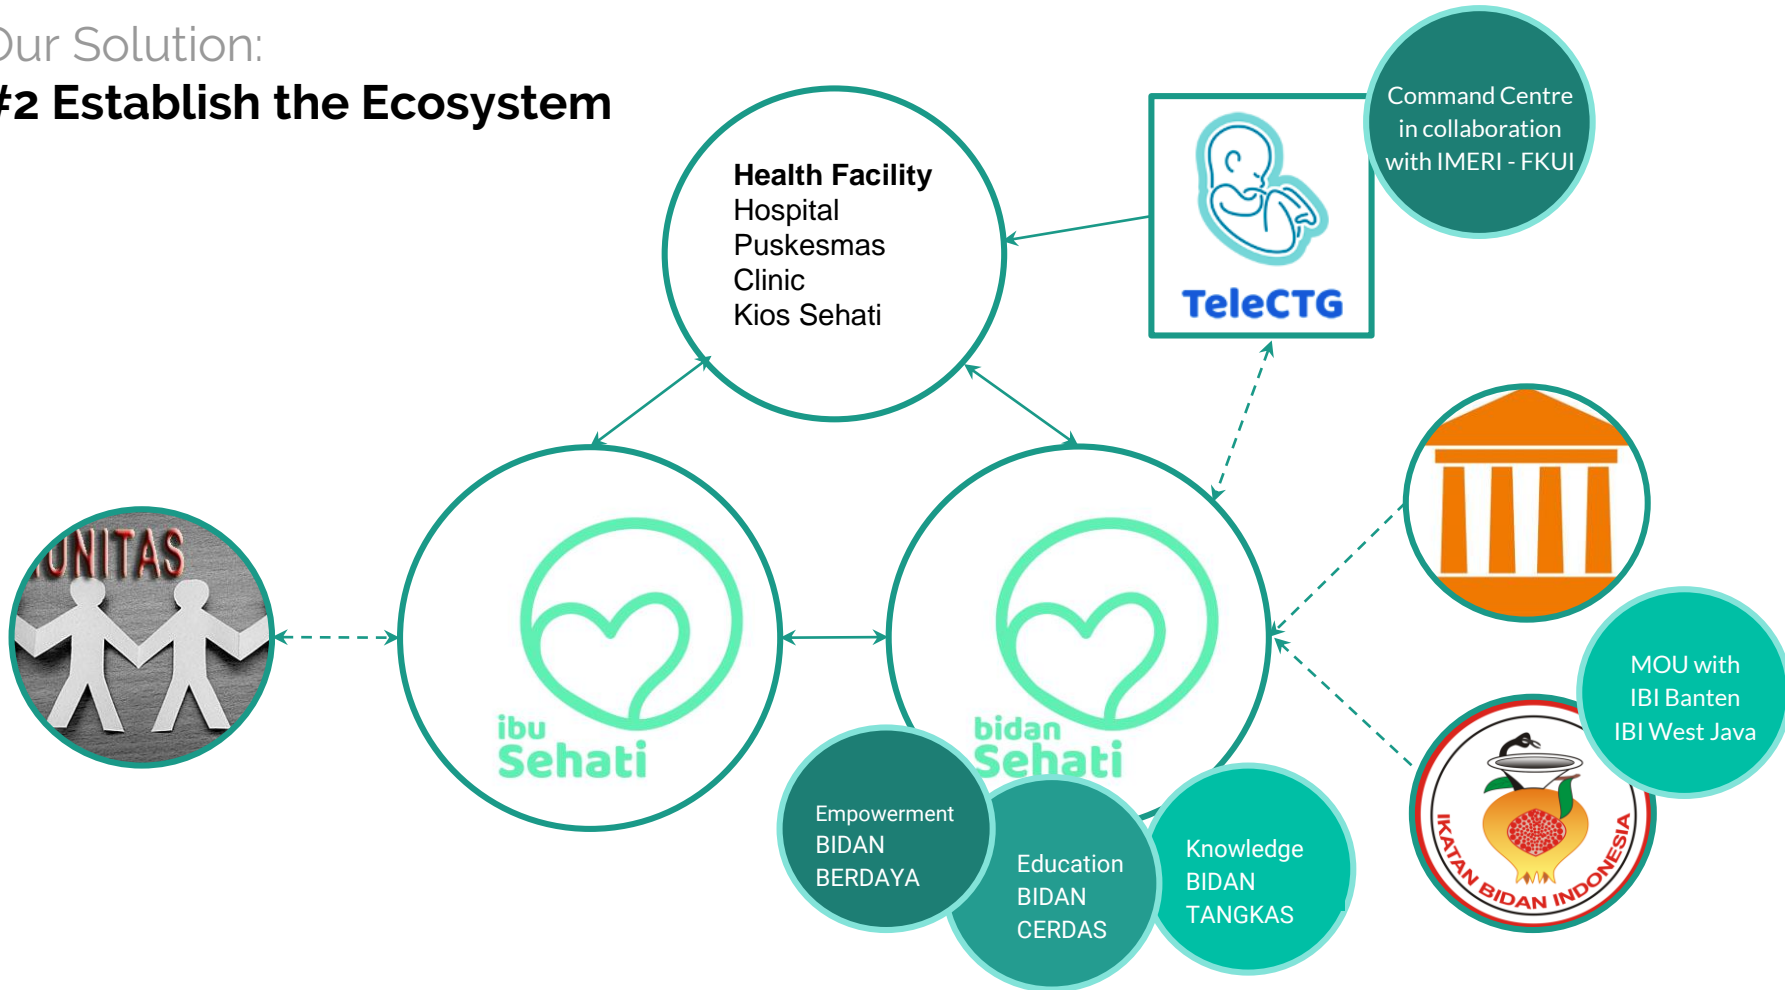 Our Solution:
#2 Establish the Ecosystem
Command Centre
in collaboration
with IMERI - FKUI
Health Facility
Hospital
Puskesmas
Clinic
Kios Sehati
TeleCTG
UNITAS
ibu
Sehati
bidan
Sehati
MOU with
IBI Banten
IBI West Java
IKATAN BIDAN INDONESIA
Empowerment
BIDAN
BERDAYA
Education
BIDAN
CERDAS
Knowledge
BIDAN
TANGKAS